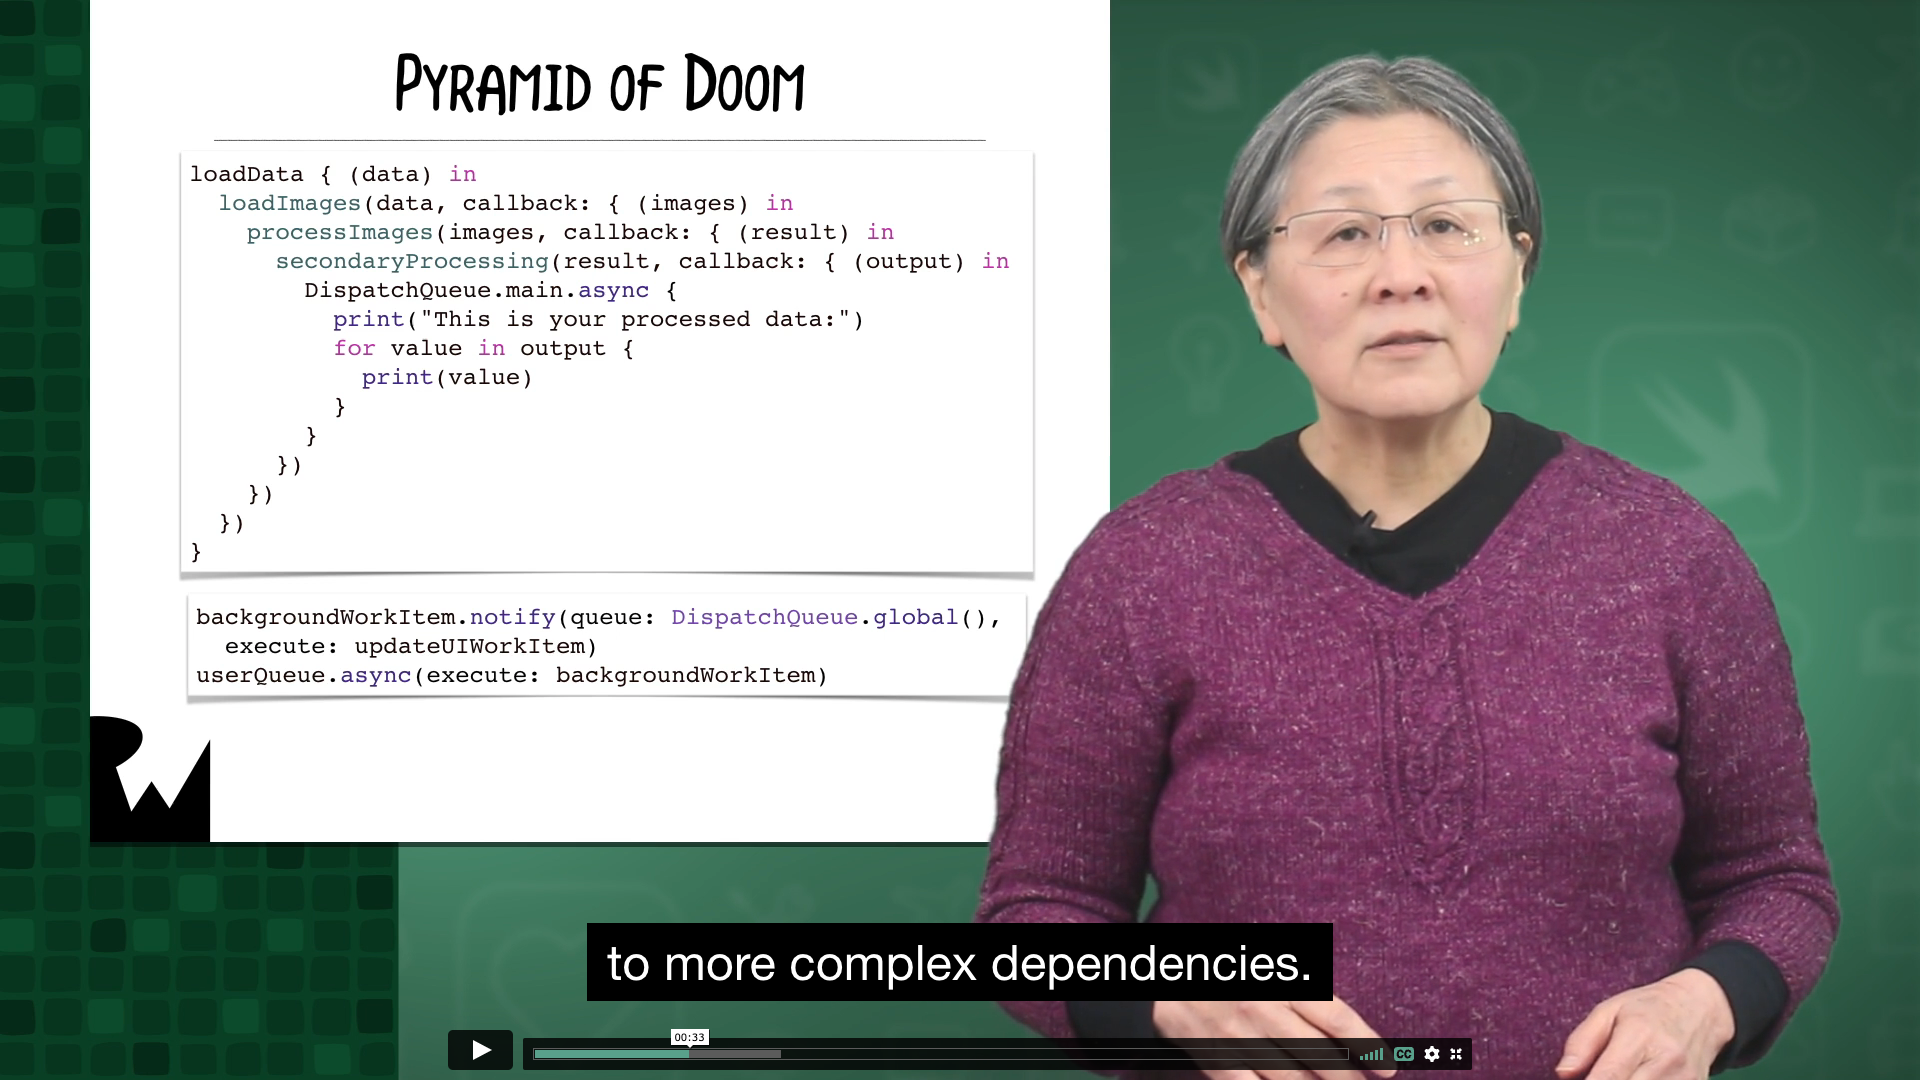 PYRAMID OF DOOM
loadData { (data) in
  loadImages(data, callback: { (images) in
    processImages(images, callback: { (result) in
      secondaryProcessing(result, callback: { (output) in
        DispatchQueue.main.async {
          print("This is your processed data:")
          for value in output {
            print(value)
          }
        }
      })
    })
  })
}
backgroundWorkItem.notify(queue: DispatchQueue.global(),
  execute: updateUIWorkItem)
userQueue.async(execute: backgroundWorkItem)
RW
to more complex dependencies.
00:33
CC